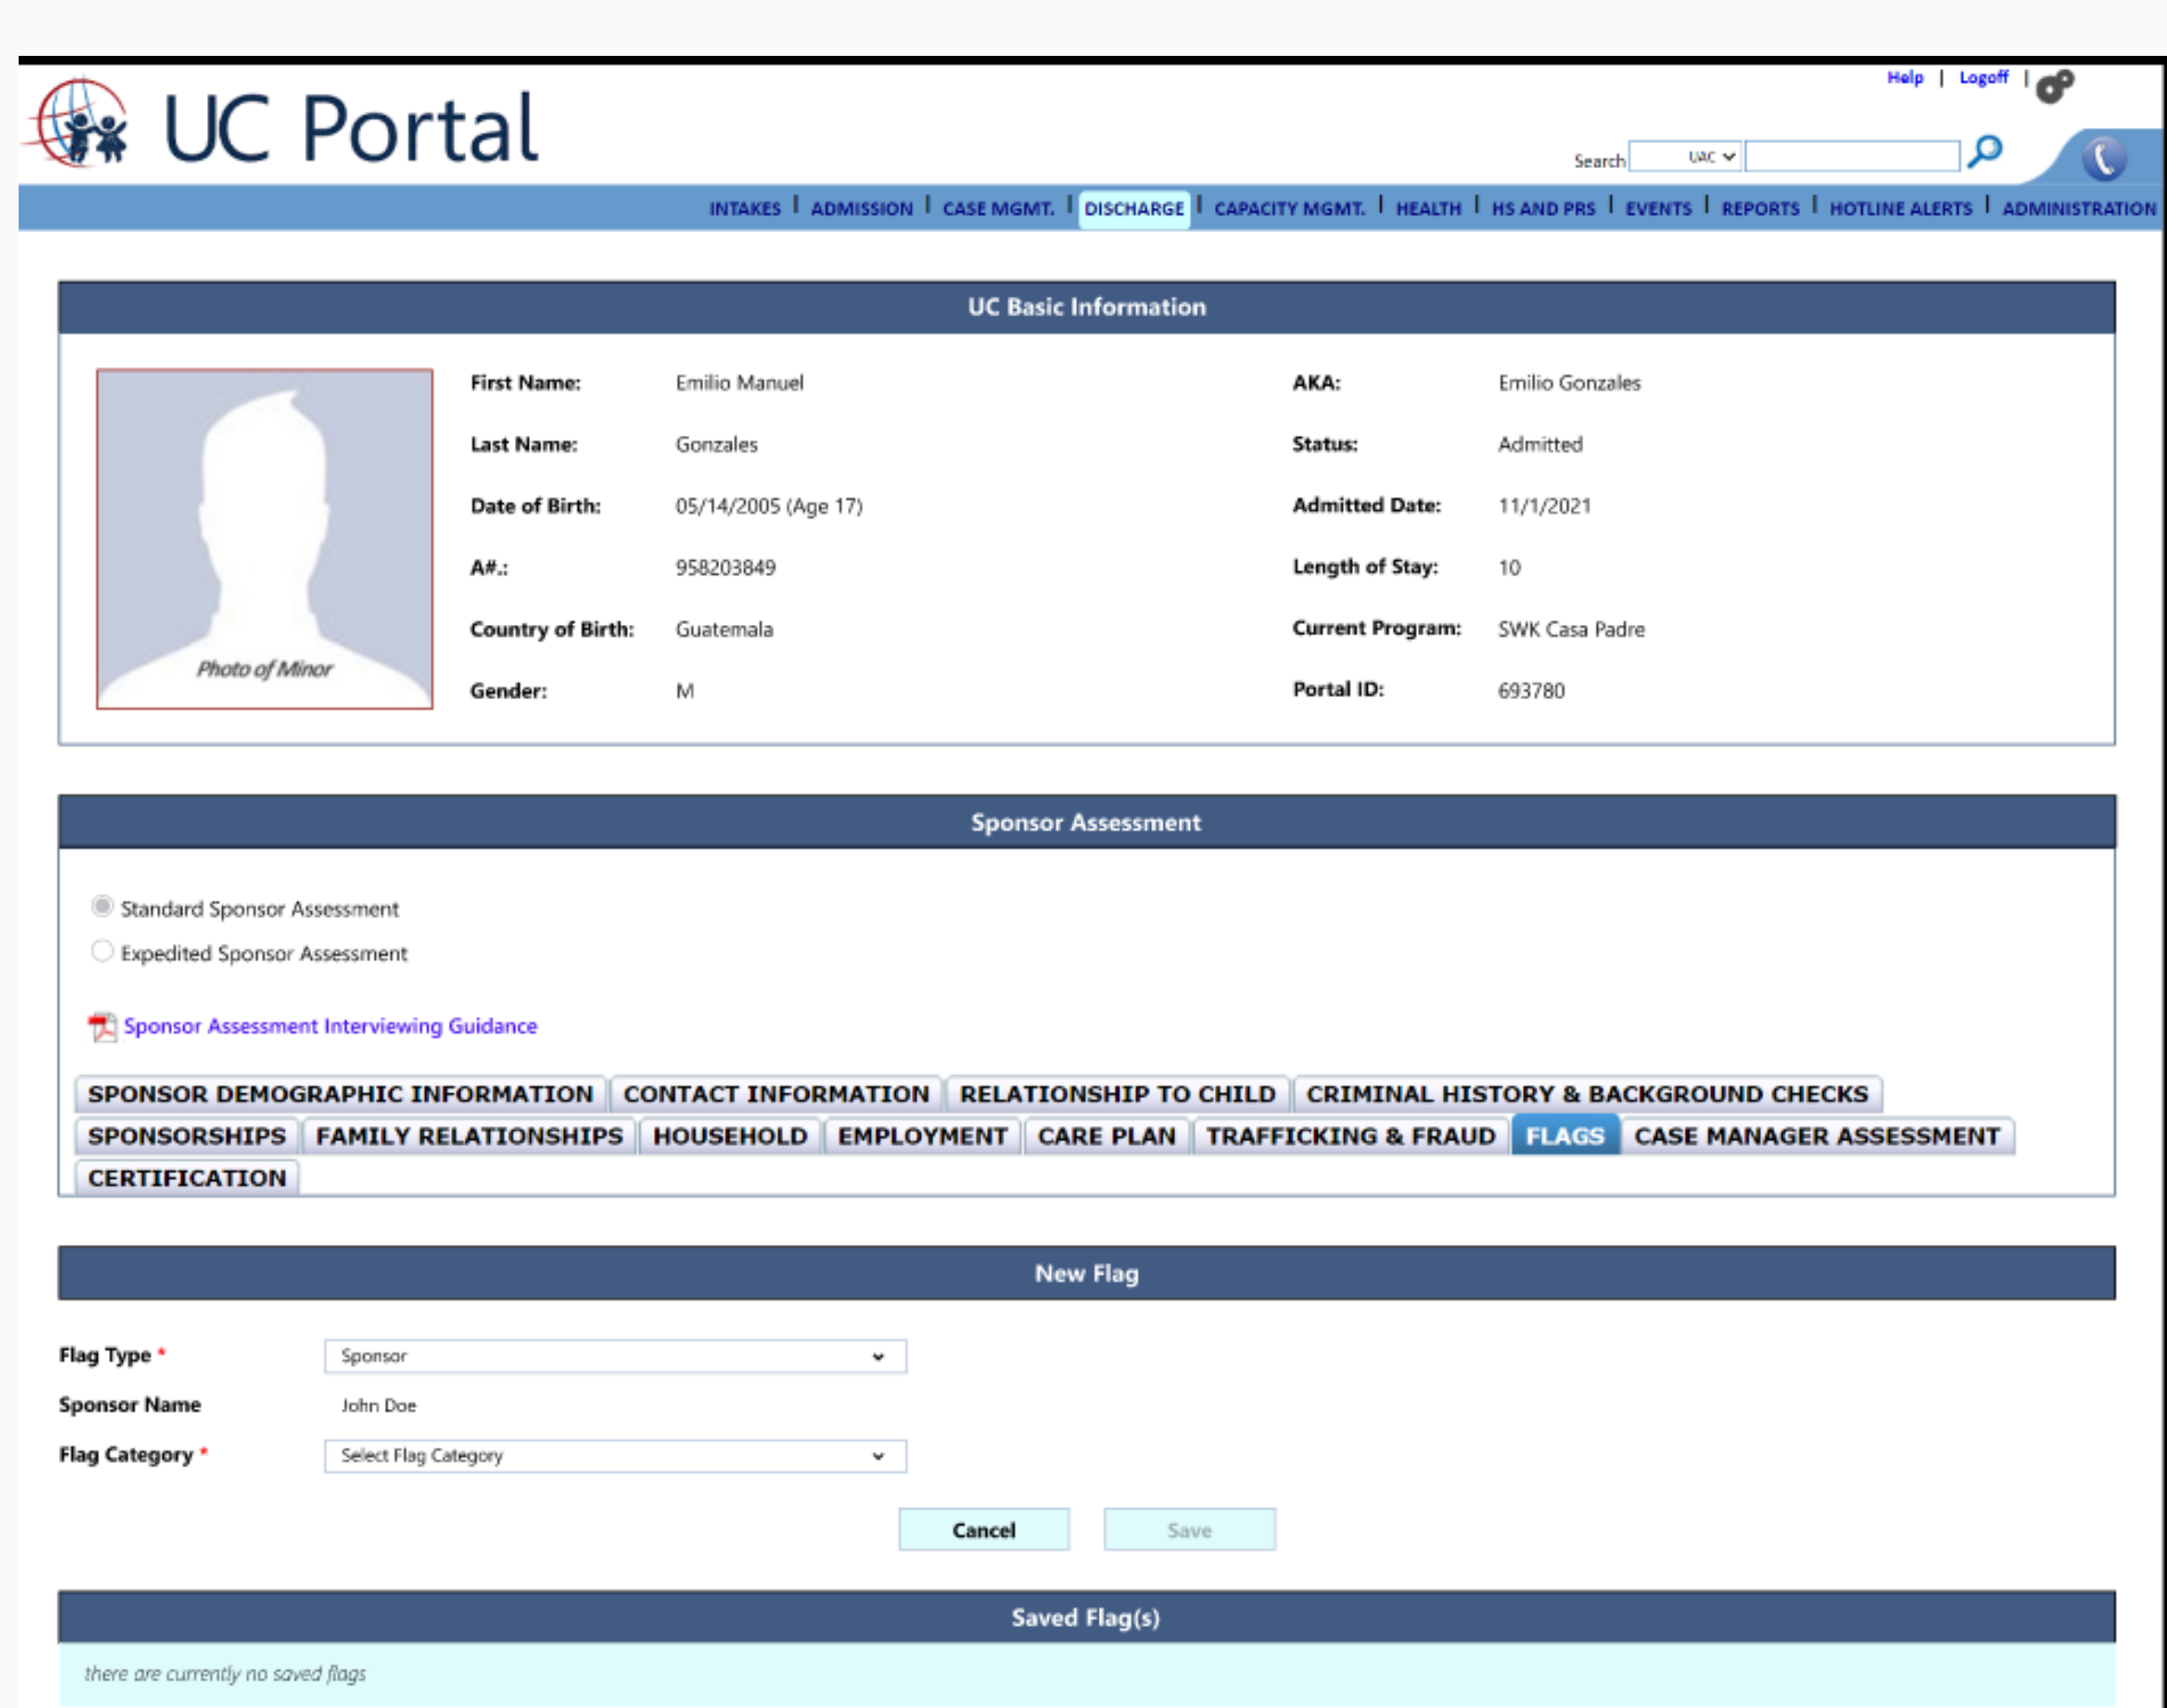 Help | Logoff |
UC Portal
Search UAC
INTAKES | ADMISSION | CASE MGMT. | DISCHARGE | CAPACITY MGMT. | HEALTH | HS AND PRS | EVENTS | REPORTS | HOTLINE ALERTS | ADMINISTRATION
UC Basic Information
First Name: Emilio Manuel AKA: Emilio Gonzales
Last Name: Gonzales Status: Admitted
Date of Birth: 05/14/2005 (Age 17) Admitted Date: 11/1/2021
A#.: 958203849 Length of Stay: 10
Country of Birth: Guatemala Current Program: SWK Casa Padre
Photo of Minor
Gender: M Portal ID: 693780
Sponsor Assessment
Standard Sponsor Assessment
Expedited Sponsor Assessment
Sponsor Assessment Interviewing Guidance
SPONSOR DEMOGRAPHIC INFORMATION CONTACT INFORMATION RELATIONSHIP TO CHILD CRIMINAL HISTORY & BACKGROUND CHECKS
SPONSORSHIPS FAMILY RELATIONSHIPS HOUSEHOLD EMPLOYMENT CARE PLAN TRAFFICKING & FRAUD FLAGS CASE MANAGER ASSESSMENT
CERTIFICATION
New Flag
Flag Type * Sponsor
Sponsor Name John Doe
Flag Category * Select Flag Category
Cancel Save
Saved Flag(s)
there are currently no saved flags